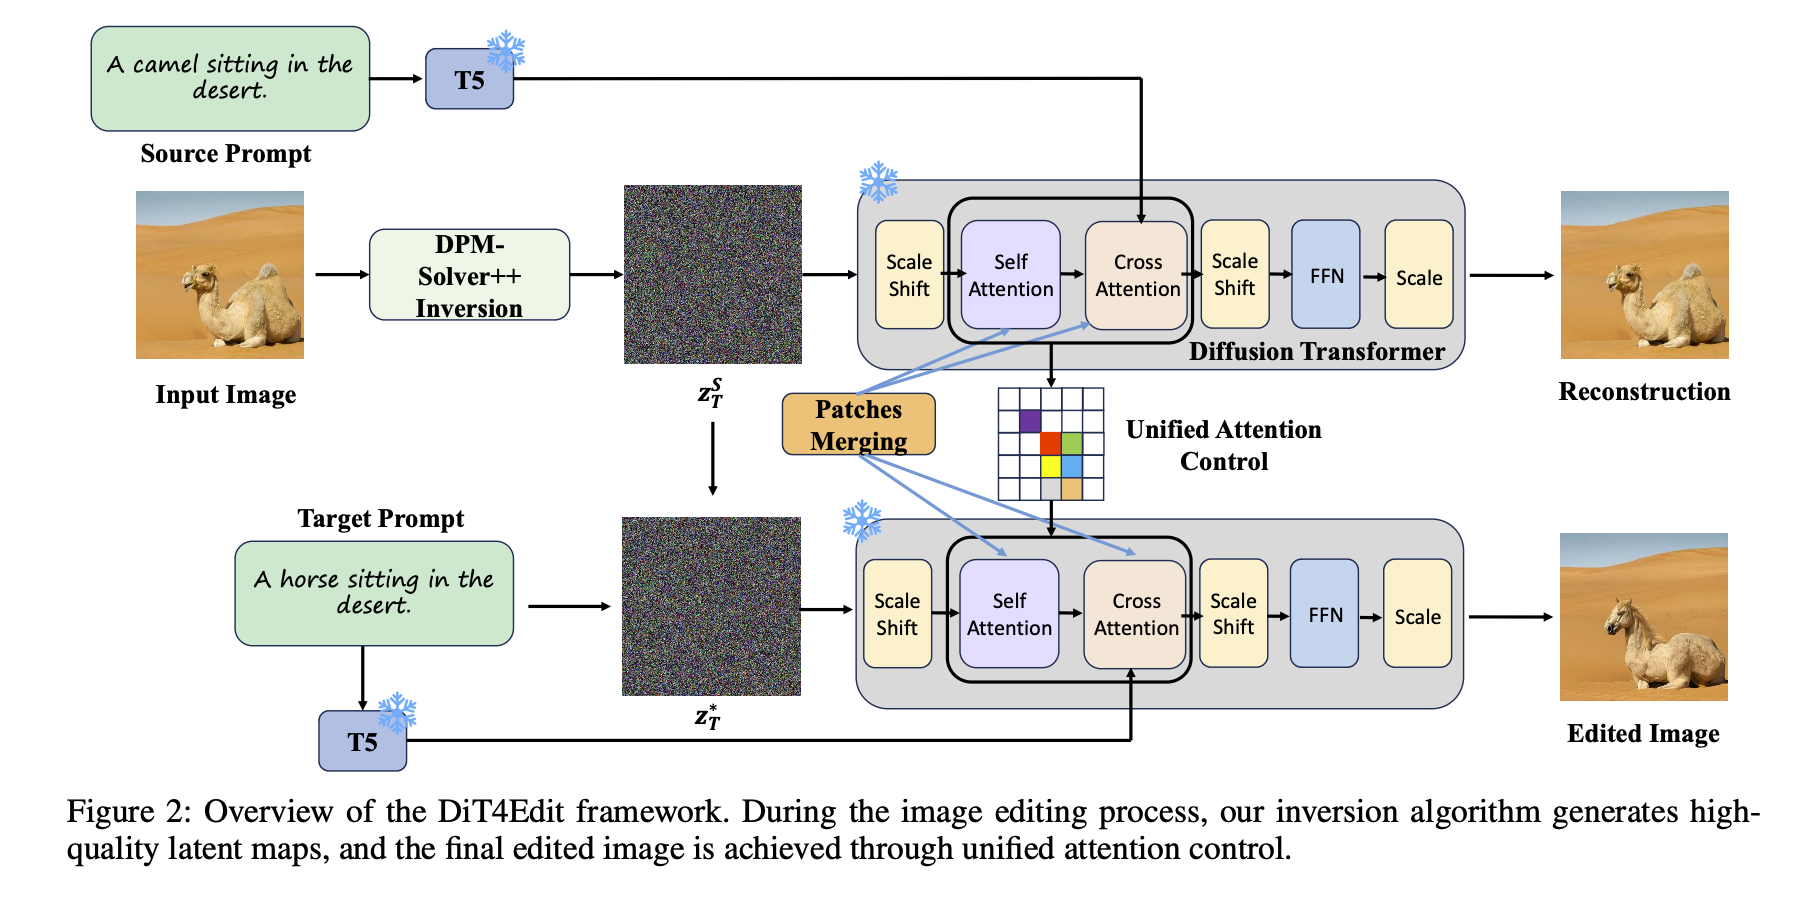 A camel sitting in the
desert.
T5
Source Prompt
DPM-
Solver++
Inversion
Input Image
z_T^S
Scale
Shift
Self
Attention
Cross
Attention
Scale
Shift
FFN
Scale
Diffusion Transformer
Reconstruction
Patches
Merging
Unified Attention
Control
Target Prompt
A horse sitting in the
desert.
T5
z_T^*
Scale
Shift
Self
Attention
Cross
Attention
Scale
Shift
FFN
Scale
Edited Image
Figure 2: Overview of the DiT4Edit framework. During the image editing process, our inversion algorithm generates high-
quality latent maps, and the final edited image is achieved through unified attention control.